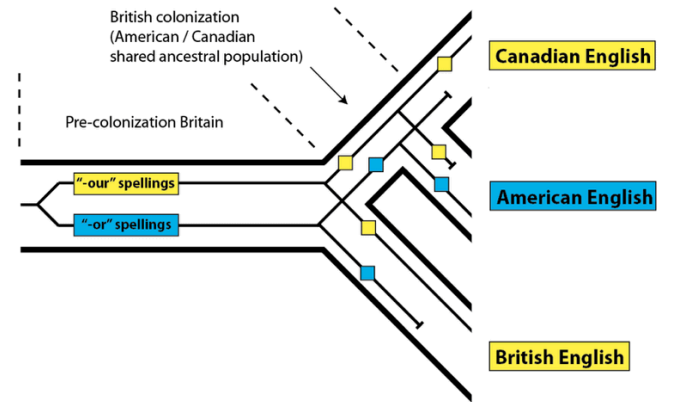 British colonization
(American / Canadian
shared ancestral population)
Canadian English
Pre-colonization Britain
"-our" spellings
American English
"-or" spellings
British English